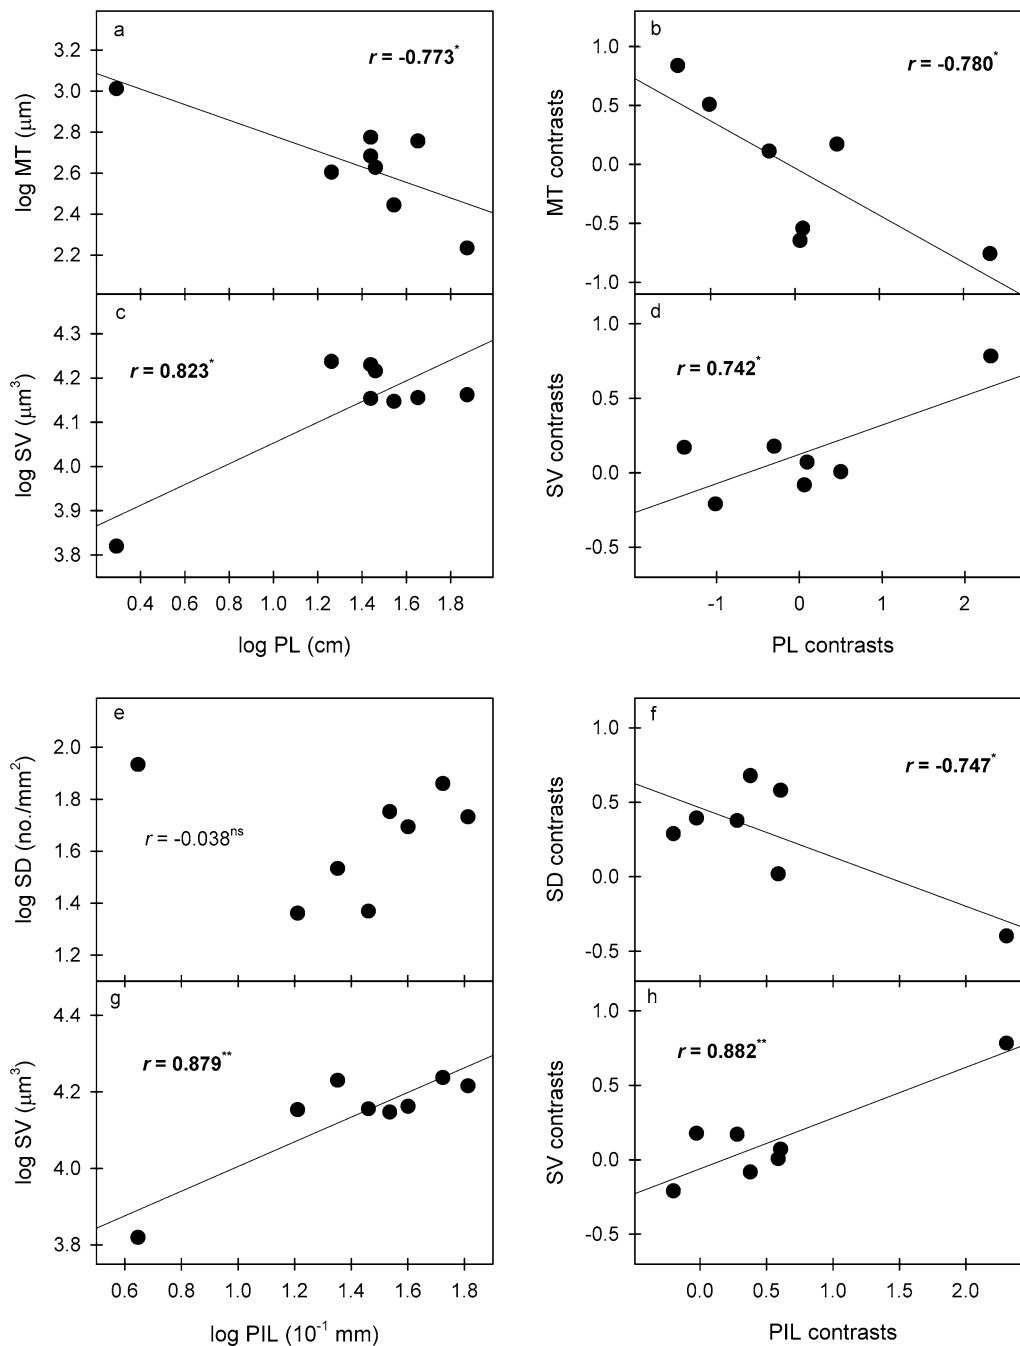 a
r = -0.773*
3.2
3.0
2.8
2.6
2.4
2.2
log MT (μm)
b
r = -0.780*
1.0
0.5
0.0
-0.5
-1.0
MT contrasts
c
r = 0.823*
4.3
4.2
4.1
4.0
3.9
3.8
log SV (μm³)
0.4 0.6 0.8 1.0 1.2 1.4 1.6 1.8
log PL (cm)
d
r = 0.742*
1.0
0.5
0.0
-0.5
SV contrasts
-1 0 1 2
PL contrasts
e
r = -0.038ns
2.0
1.8
1.6
1.4
1.2
log SD (no./mm²)
f
r = -0.747*
1.0
0.5
0.0
-0.5
SD contrasts
g
r = 0.879**
4.4
4.2
4.0
3.8
log SV (μm³)
0.6 0.8 1.0 1.2 1.4 1.6 1.8
log PIL (10⁻¹ mm)
h
r = 0.882**
1.0
0.5
0.0
-0.5
SV contrasts
0.0 0.5 1.0 1.5 2.0
PIL contrasts